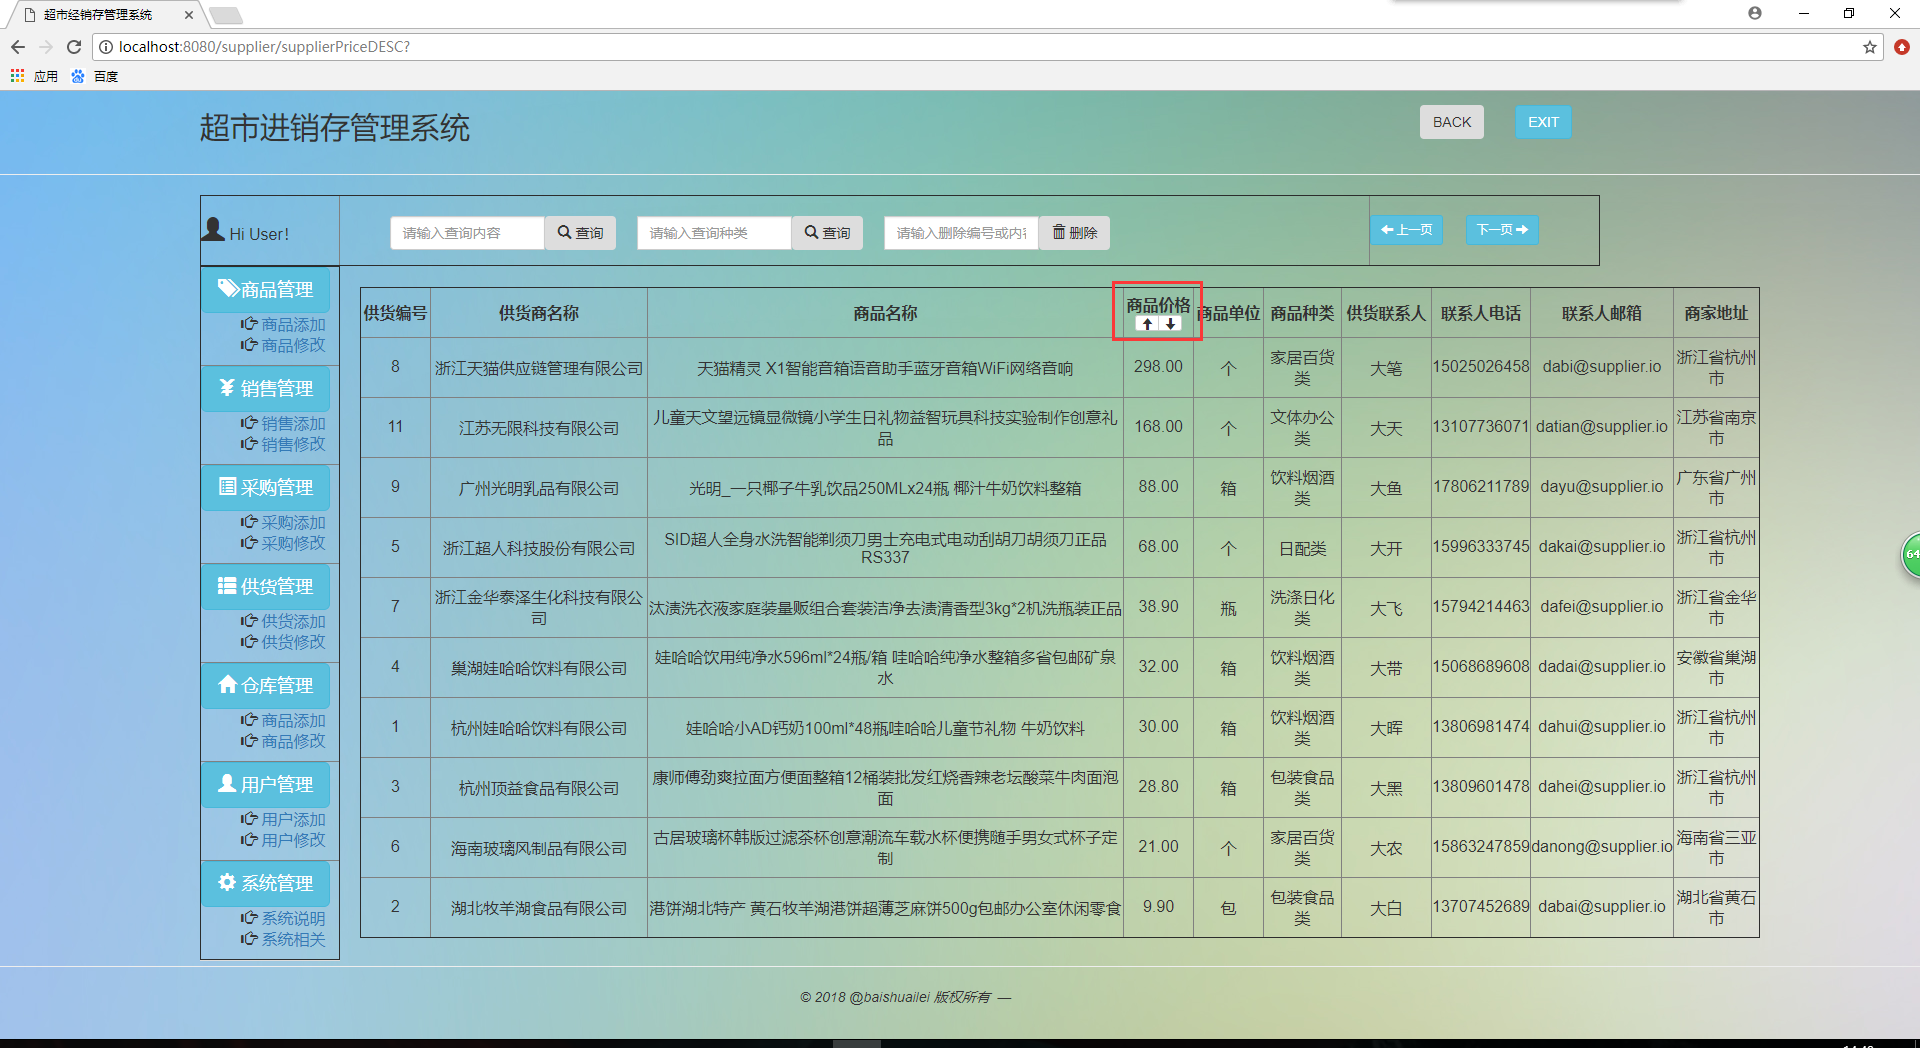 超市经销存管理系统
localhost:8080/supplier/supplierPriceDESC?
应用 百度
超市进销存管理系统 BACK EXIT
Hi User! 请输入查询内容 查询 请输入查询种类 查询 请输入删除编号或内容 删除 上一页 下一页
商品管理
商品添加
商品修改
销售管理
销售添加
销售修改
采购管理
采购添加
采购修改
供货管理
供货添加
供货修改
仓库管理
商品添加
商品修改
用户管理
用户添加
用户修改
系统管理
系统说明
系统相关
供货编号 供货商名称 商品名称 商品价格 商品单位 商品种类 供货联系人 联系人电话 联系人邮箱 商家地址
8 浙江天猫供应链管理有限公司 天猫精灵 X1智能音箱语音助手蓝牙音箱WiFi网络音响 298.00 个 家居百货类 大笔 15025026458 dabi@supplier.io 浙江省杭州市
11 江苏无限科技有限公司 儿童天文望远镜显微镜小学生日礼物益智玩具科技实验制作创意礼品 168.00 个 文体办公类 大天 13107736071 datian@supplier.io 江苏省南京市
9 广州光明乳品有限公司 光明_一只椰子牛乳饮品250MLx24瓶 椰汁牛奶饮料整箱 88.00 箱 饮料烟酒类 大鱼 17806211789 dayu@supplier.io 广东省广州市
5 浙江超人科技股份有限公司 SID超人全身水洗智能剃须刀男士充电式电动刮胡刀胡须刀正品RS337 68.00 个 日配类 大开 15996333745 dakai@supplier.io 浙江省杭州市
7 浙江金华泰泽生化科技有限公司 汰渍洗衣液家庭装量贩组合套装洁净去渍清香型3kg*2机洗瓶装正品 38.90 瓶 洗涤日化类 大飞 15794214463 dafei@supplier.io 浙江省金华市
4 巢湖娃哈哈饮料有限公司 娃哈哈饮用纯净水596ml*24瓶/箱 哇哈哈纯净水整箱多省包邮矿泉水 32.00 箱 饮料烟酒类 大带 15068689608 dadai@supplier.io 安徽省巢湖市
1 杭州娃哈哈饮料有限公司 娃哈哈小AD钙奶100ml*48瓶哇哈哈儿童节礼物 牛奶饮料 30.00 箱 饮料烟酒类 大晖 13806981474 dahui@supplier.io 浙江省杭州市
3 杭州顶益食品有限公司 康师傅劲爽拉面方便面整箱12桶装批发红烧香辣老坛酸菜牛肉面泡面 28.80 箱 包装食品类 大黑 13809601478 dahei@supplier.io 浙江省杭州市
6 海南玻璃风制品有限公司 古居玻璃杯韩版过滤茶杯创意潮流车载水杯便携随手男女式杯子定制 21.00 个 家居百货类 大农 15863247859 danong@supplier.io 海南省三亚市
2 湖北牧羊湖食品有限公司 港饼湖北特产 黄石牧羊湖港饼超薄芝麻饼500g包邮办公室休闲零食 9.90 包 包装食品类 大白 13707452689 dabai@supplier.io 湖北省黄石市
64
© 2018 @baishuailei 版权所有 —